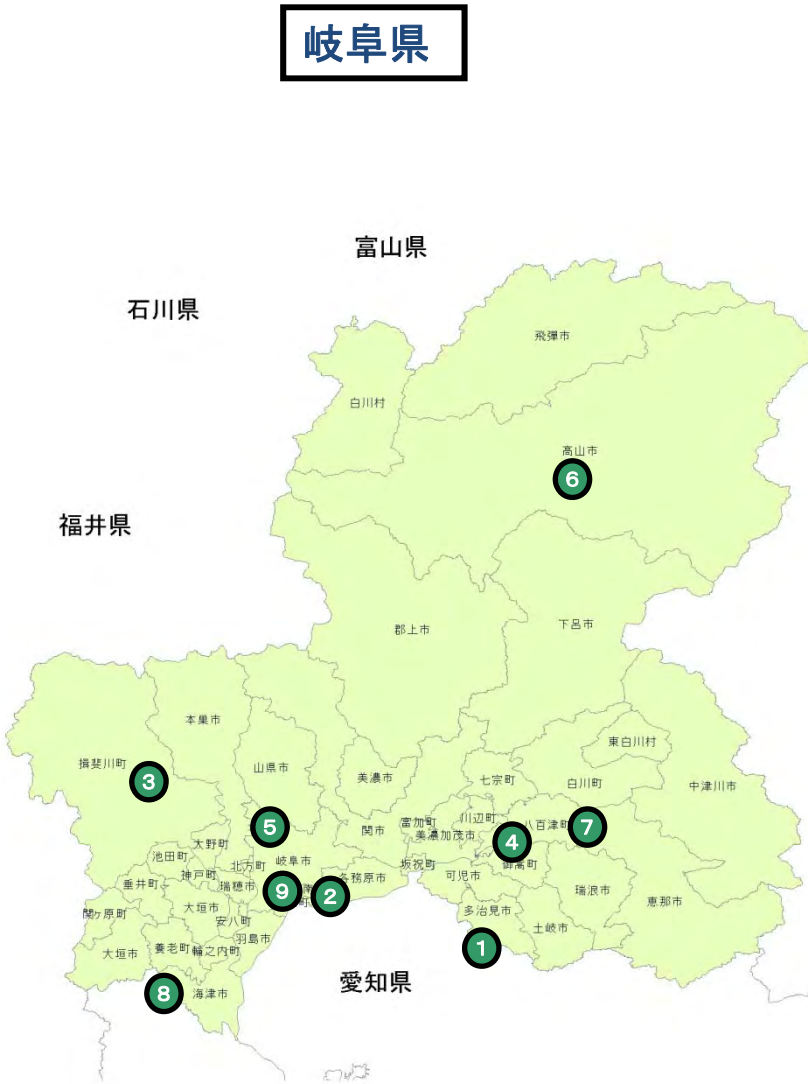 岐阜県
富山県
石川県
飛彈市
白川村
高山市
6
福井県
郡上市
下呂市
本巣市
東白川村
揖斐川町
3
山県市
美濃市
七宗町
白川町
中津川市
5
関市
富加町
川辺町
八百津町
7
美濃加茂市
4
大野町
池田町
北方町
岐阜市
坂祝町
御嵩町
垂井町
神戸町
瑞穂市
9
2
各務原市
可児市
瑞浪市
恵那市
関ヶ原町
大垣市
安八町
多治見市
土岐市
羽島市
1
大垣市
養老町
輪之内町
愛知県
8
海津市